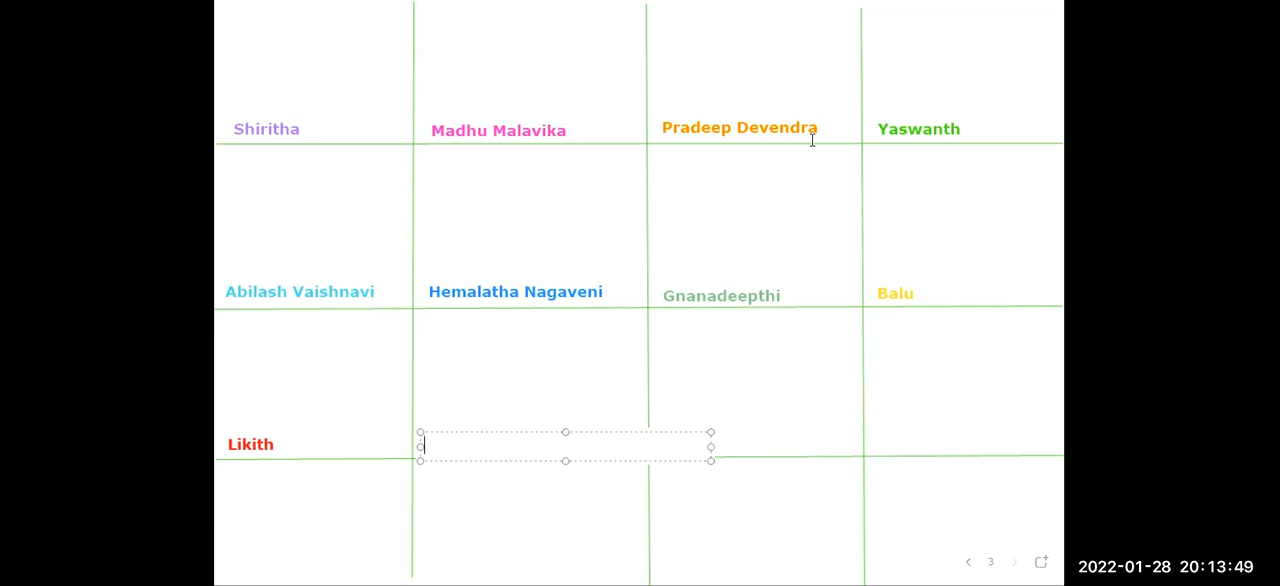 Shiritha
Madhu Malavika
Pradeep Devendra
Yaswanth
Abilash Vaishnavi
Hemalatha Nagaveni
Gnanadeepthi
Balu
Likith
3
2022-01-28 20:13:49